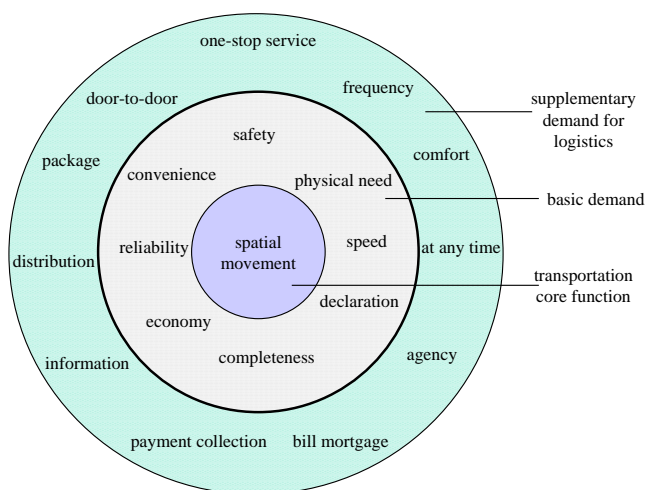 one-stop service
frequency
door-to-door
supplementary
demand for
logistics
safety
comfort
package
convenience
physical need
basic demand
reliability
spatial
movement
speed
at any time
distribution
transportation
core function
declaration
economy
completeness
agency
information
payment collection
bill mortgage